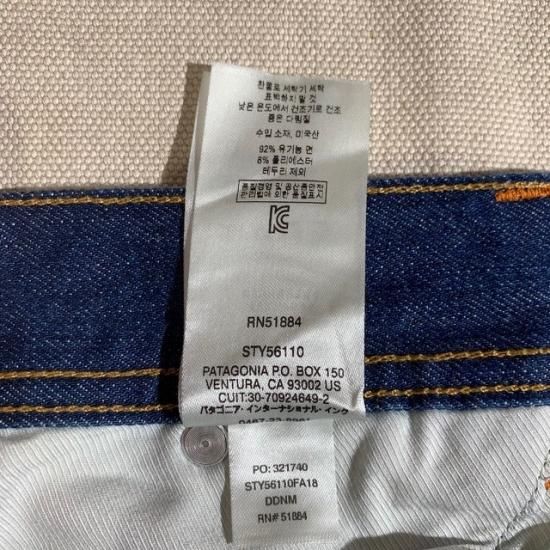 찬물로 세탁기 세탁
표백하지 말 것
낮은 온도에서 건조기로 건조
중온 다림질
수입 소재, 미국산
92% 유기농 면
8% 폴리에스터
테두리 제외
품질경영 및 공산품안전
관리법에 의한 품질표시
RN51884
STY56110
PATAGONIA P.O. BOX 150
VENTURA, CA 93002 US
CUIT:30-70924649-2
パタゴニア・インターナショナル・インク
PO: 321740
STY56110FA18
DDNM
RN# 51884